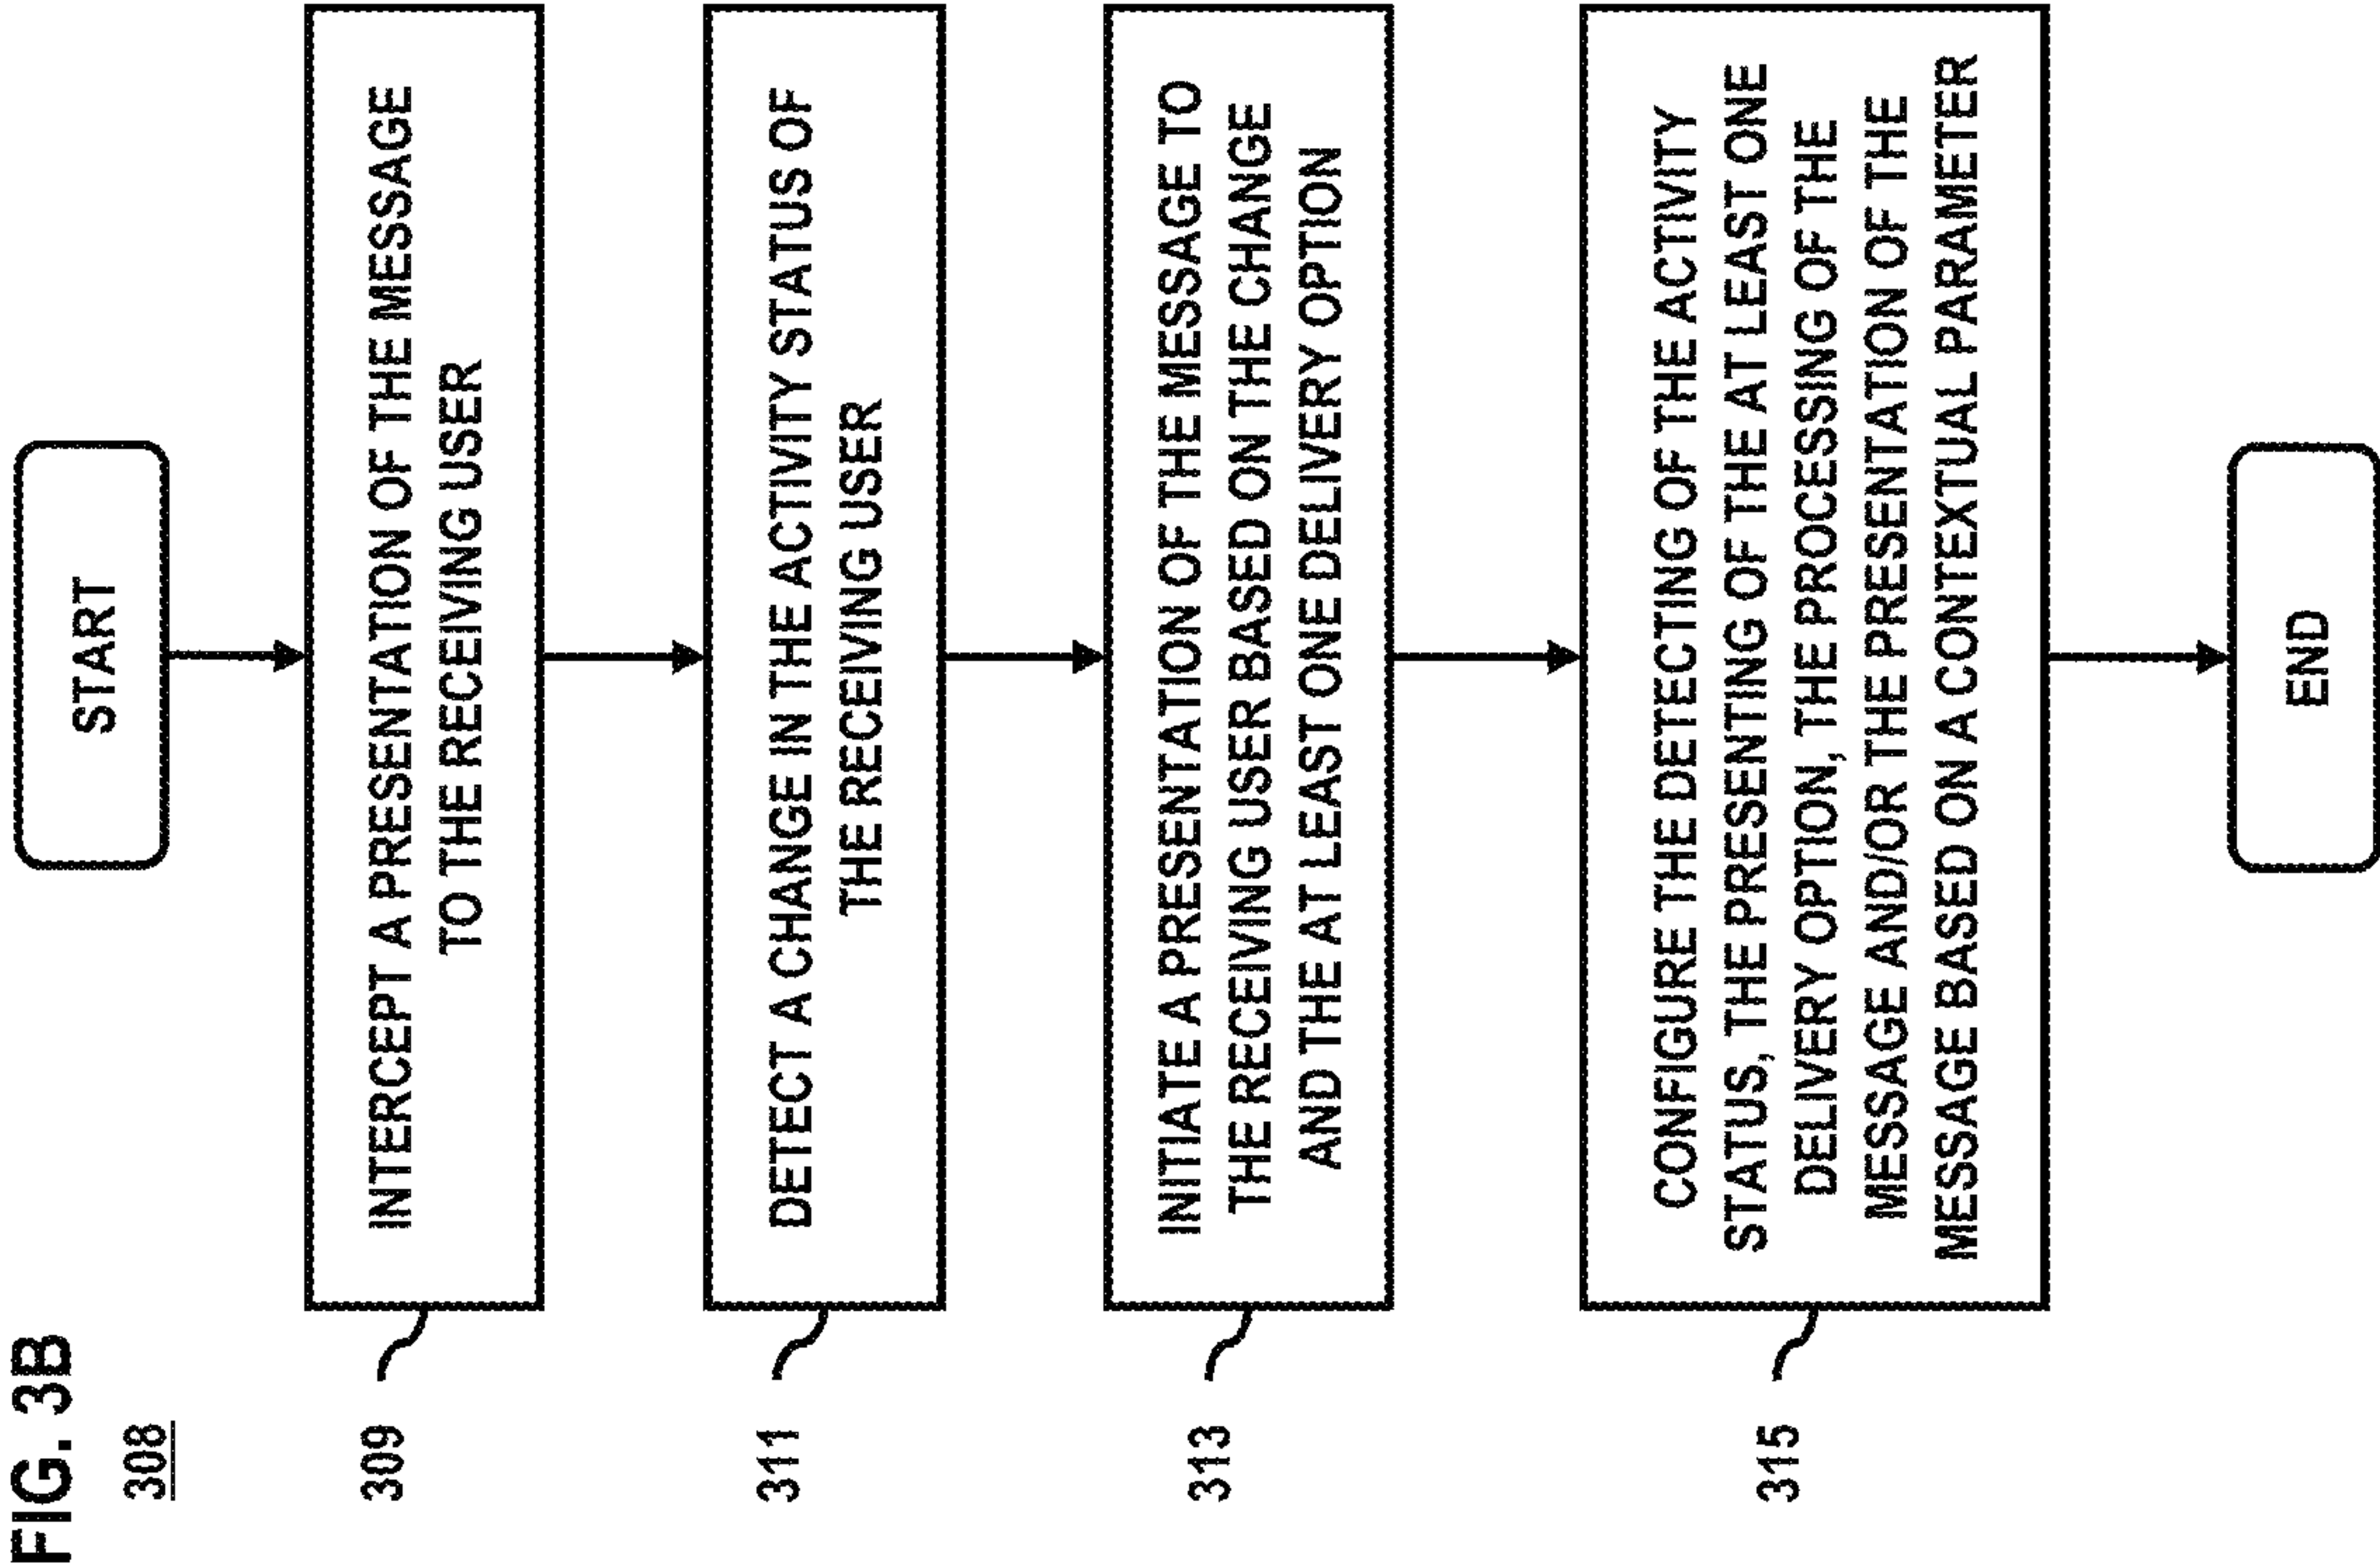 FIG. 3B
308
START
309
INTERCEPT A PRESENTATION OF THE MESSAGE
TO THE RECEIVING USER
311
DETECT A CHANGE IN THE ACTIVITY STATUS OF
THE RECEIVING USER
313
INITIATE A PRESENTATION OF THE MESSAGE TO
THE RECEIVING USER BASED ON THE CHANGE
AND THE AT LEAST ONE DELIVERY OPTION
315
CONFIGURE THE DETECTING OF THE ACTIVITY
STATUS, THE PRESENTING OF THE AT LEAST ONE
DELIVERY OPTION, THE PROCESSING OF THE
MESSAGE AND/OR THE PRESENTATION OF THE
MESSAGE BASED ON A CONTEXTUAL PARAMETER
END